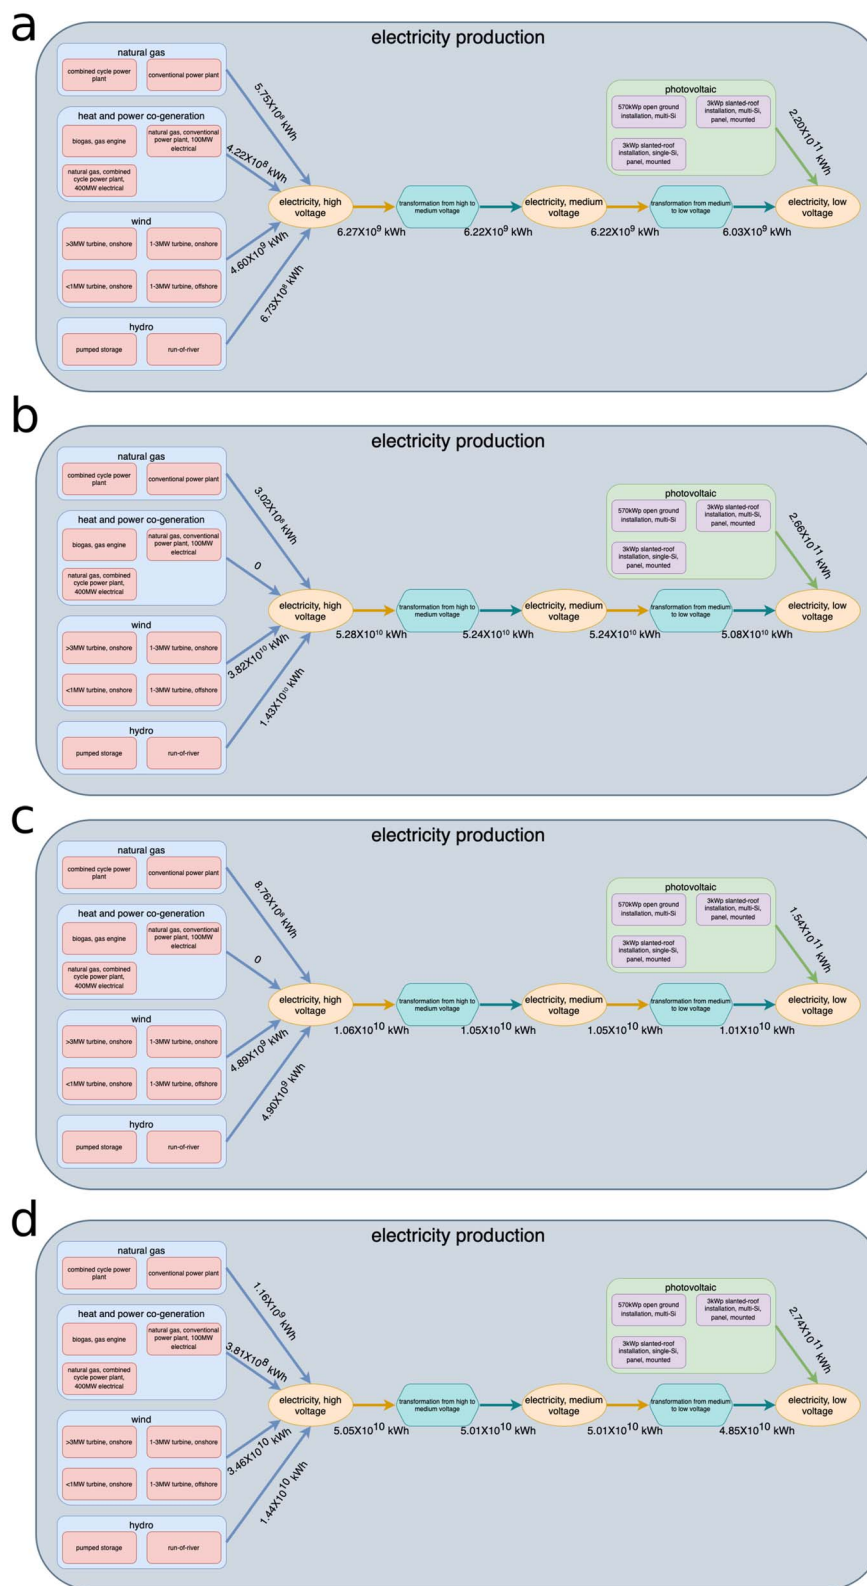 a
electricity production
natural gas
combined cycle power
plant
conventional power plant
5.75X10⁸ kWh
heat and power co-generation
biogas, gas engine
natural gas, conventional
power plant, 100MW
electrical
natural gas, combined
cycle power plant,
400MW electrical
4.22X10⁸ kWh
wind
>3MW turbine, onshore
1-3MW turbine, onshore
<1MW turbine, onshore
1-3MW turbine, offshore
4.60X10⁹ kWh
hydro
pumped storage
run-of-river
6.73X10⁸ kWh
electricity, high
voltage
6.27X10⁹ kWh
transformation from high to
medium voltage
6.22X10⁹ kWh
electricity, medium
voltage
6.22X10⁹ kWh
transformation from medium
to low voltage
6.03X10⁹ kWh
photovoltaic
570kWp open ground
installation, multi-Si
3kWp slanted-roof
installation, multi-Si,
panel, mounted
3kWp slanted-roof
installation, single-Si,
panel, mounted
2.20X10¹¹ kWh
electricity, low
voltage
b
electricity production
natural gas
combined cycle power
plant
conventional power plant
3.02X10⁸ kWh
heat and power co-generation
biogas, gas engine
natural gas, conventional
power plant, 100MW
electrical
natural gas, combined
cycle power plant,
400MW electrical
0
wind
>3MW turbine, onshore
1-3MW turbine, onshore
<1MW turbine, onshore
1-3MW turbine, offshore
3.82X10¹⁰ kWh
hydro
pumped storage
run-of-river
1.43X10¹⁰ kWh
electricity, high
voltage
5.28X10¹⁰ kWh
transformation from high to
medium voltage
5.24X10¹⁰ kWh
electricity, medium
voltage
5.24X10¹⁰ kWh
transformation from medium
to low voltage
5.08X10¹⁰ kWh
photovoltaic
570kWp open ground
installation, multi-Si
3kWp slanted-roof
installation, multi-Si,
panel, mounted
3kWp slanted-roof
installation, single-Si,
panel, mounted
2.66X10¹¹ kWh
electricity, low
voltage
c
electricity production
natural gas
combined cycle power
plant
conventional power plant
8.76X10⁸ kWh
heat and power co-generation
biogas, gas engine
natural gas, conventional
power plant, 100MW
electrical
natural gas, combined
cycle power plant,
400MW electrical
0
wind
>3MW turbine, onshore
1-3MW turbine, onshore
<1MW turbine, onshore
1-3MW turbine, offshore
4.89X10⁹ kWh
hydro
pumped storage
run-of-river
4.90X10⁹ kWh
electricity, high
voltage
1.06X10¹⁰ kWh
transformation from high to
medium voltage
1.05X10¹⁰ kWh
electricity, medium
voltage
1.05X10¹⁰ kWh
transformation from medium
to low voltage
1.01X10¹⁰ kWh
photovoltaic
570kWp open ground
installation, multi-Si
3kWp slanted-roof
installation, multi-Si,
panel, mounted
3kWp slanted-roof
installation, single-Si,
panel, mounted
1.54X10¹¹ kWh
electricity, low
voltage
d
electricity production
natural gas
combined cycle power
plant
conventional power plant
1.16X10⁹ kWh
heat and power co-generation
biogas, gas engine
natural gas, conventional
power plant, 100MW
electrical
natural gas, combined
cycle power plant,
400MW electrical
3.81X10⁸ kWh
wind
>3MW turbine, onshore
1-3MW turbine, onshore
<1MW turbine, onshore
1-3MW turbine, offshore
3.46X10¹⁰ kWh
hydro
pumped storage
run-of-river
1.44X10¹⁰ kWh
electricity, high
voltage
5.05X10¹⁰ kWh
transformation from high to
medium voltage
5.01X10¹⁰ kWh
electricity, medium
voltage
5.01X10¹⁰ kWh
transformation from medium
to low voltage
4.85X10¹⁰ kWh
photovoltaic
570kWp open ground
installation, multi-Si
3kWp slanted-roof
installation, multi-Si,
panel, mounted
3kWp slanted-roof
installation, single-Si,
panel, mounted
2.74X10¹¹ kWh
electricity, low
voltage